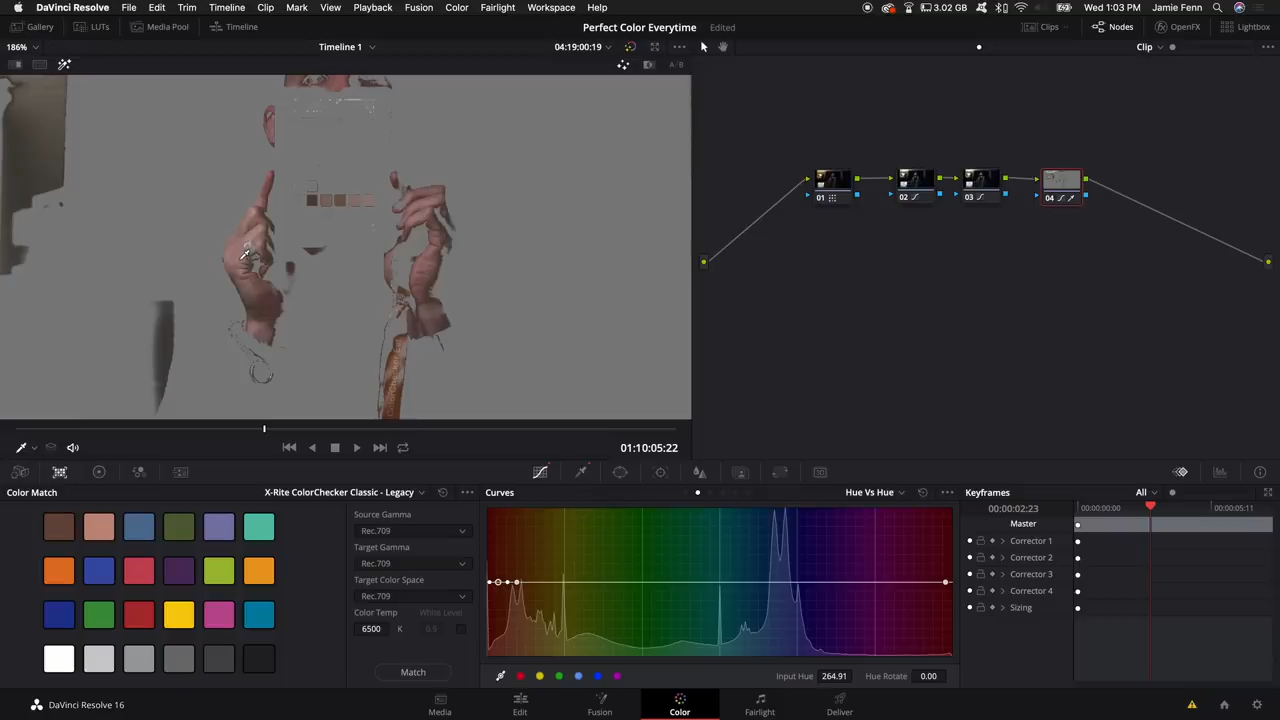 DaVinci Resolve File Edit Trim Timeline Clip Mark View Playback Fusion Color Fairlight Workspace Help 3.02 GB Wed 1:03 PM Jamie Fenn
Gallery LUTs Media Pool Timeline Perfect Color Everytime Edited Clips Nodes OpenFX Lightbox
186% Timeline 1 04:19:00:19 Clip
A/B
01 02 03 04
01:10:05:22
Color Match X-Rite ColorChecker Classic - Legacy Curves Hue Vs Hue Keyframes All
00:00:02:23 00:00:00:00 00:00:05:11
Source Gamma
Rec.709
Target Gamma
Rec.709
Target Color Space
Rec.709
Color Temp White Level
6500 K 0.5
Match
Input Hue 264.91 Hue Rotate 0.00
Master
Corrector 1
Corrector 2
Corrector 3
Corrector 4
Sizing
DaVinci Resolve 16 Media Edit Fusion Color Fairlight Deliver